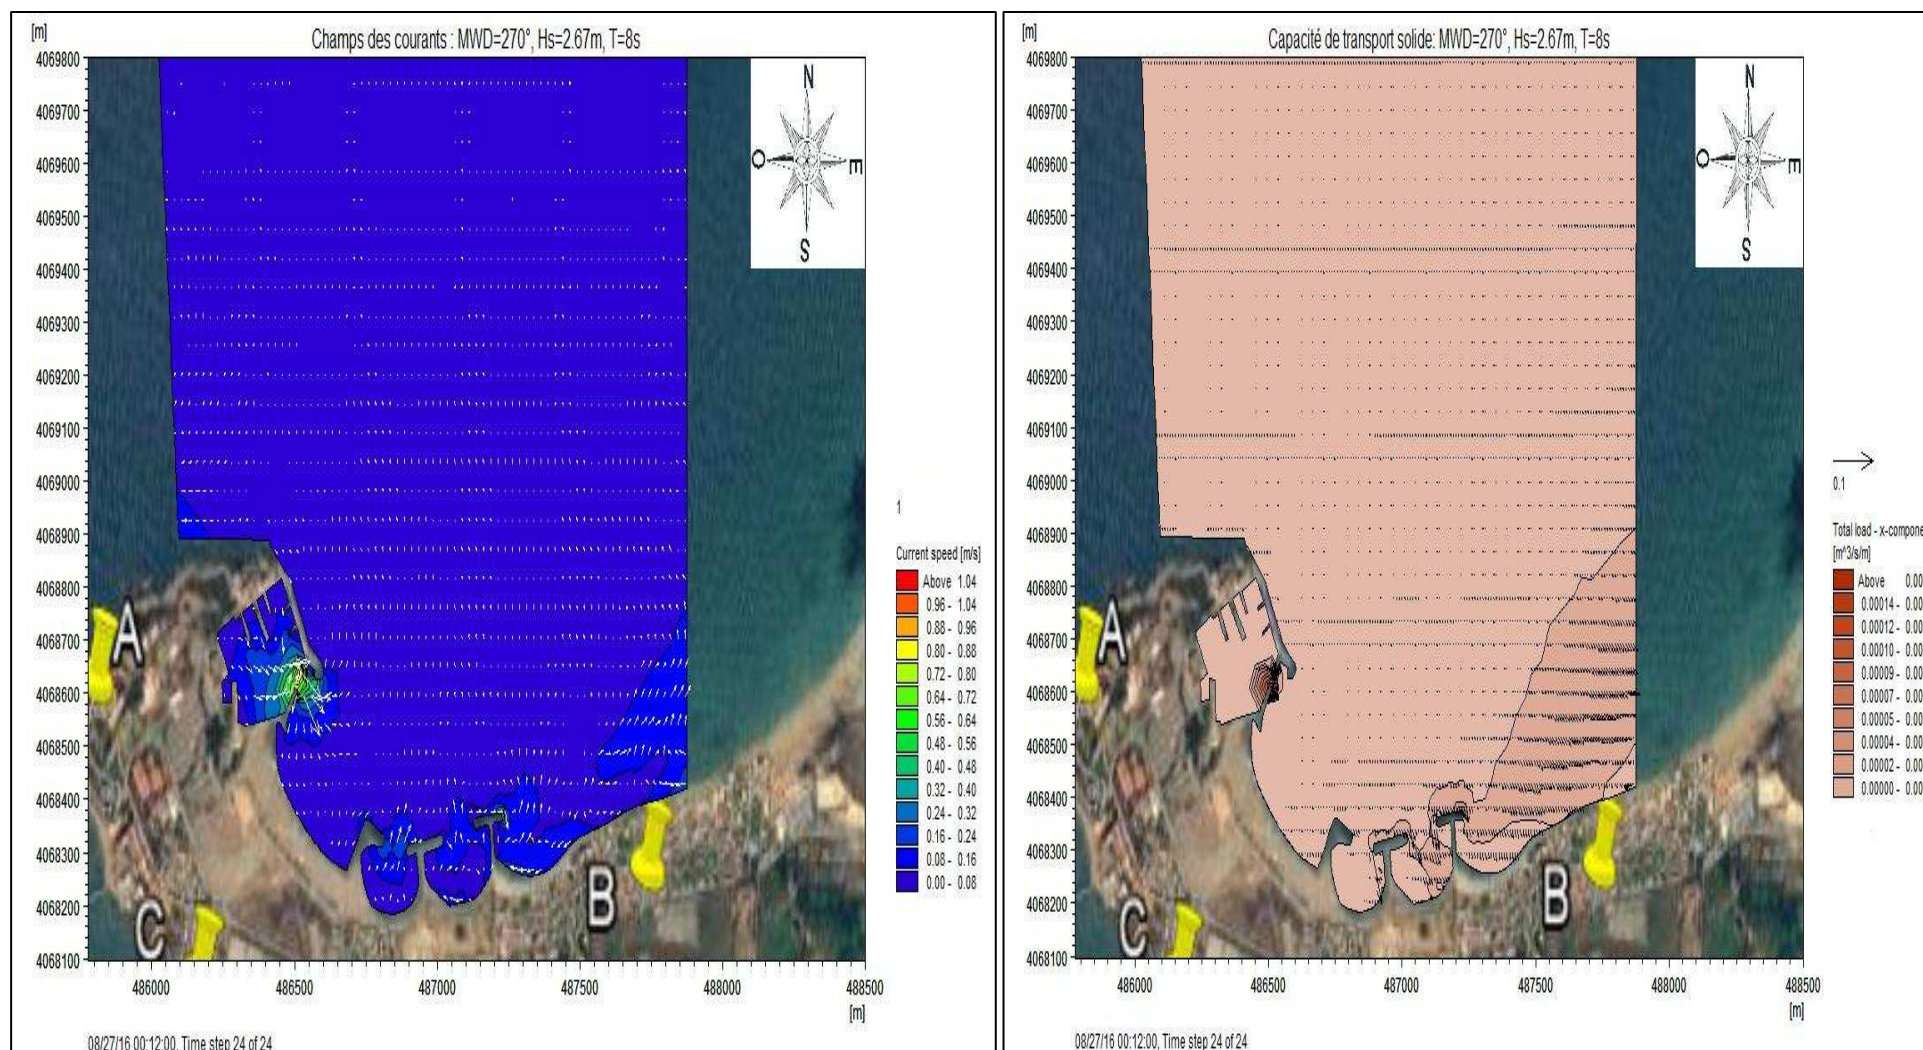 [m]
Champs des courants : MWD=270°, Hs=2.67m, T=8s
4069800
4069700
4069600
4069500
4069400
4069300
4069200
4069100
4069000
4068900
4068800
4068700
4068600
4068500
4068400
4068300
4068200
4068100
N
O
E
S
A
B
C
1
Current speed [m/s]
Above 1.04
0.96 - 1.04
0.88 - 0.96
0.80 - 0.88
0.72 - 0.80
0.64 - 0.72
0.56 - 0.64
0.48 - 0.56
0.40 - 0.48
0.32 - 0.40
0.24 - 0.32
0.16 - 0.24
0.08 - 0.16
0.00 - 0.08
486000 486500 487000 487500 488000 488500
[m]
08/27/16 00:12:00, Time step 24 of 24
[m]
Capacité de transport solide: MWD=270°, Hs=2.67m, T=8s
4069800
4069700
4069600
4069500
4069400
4069300
4069200
4069100
4069000
4068900
4068800
4068700
4068600
4068500
4068400
4068300
4068200
4068100
N
O
E
S
A
B
C
0.1
Total load - x-compone
[m^3/s/m]
Above 0.00
0.00014 - 0.00
0.00012 - 0.00
0.00010 - 0.00
0.00009 - 0.00
0.00007 - 0.00
0.00005 - 0.00
0.00004 - 0.00
0.00002 - 0.00
0.00000 - 0.00
486000 486500 487000 487500 488000 488500
[m]
08/27/16 00:12:00, Time step 24 of 24